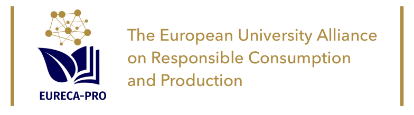 The European University Alliance
on Responsible Consumption
and Production
EURECA-PRO